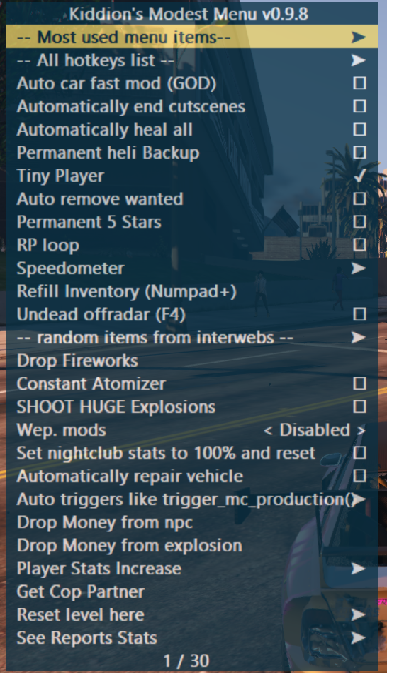 Kiddion's Modest Menu v0.9.8
-- Most used menu items--
-- All hotkeys list --
Auto car fast mod (GOD)
Automatically end cutscenes
Automatically heal all
Permanent heli Backup
Tiny Player
Auto remove wanted
Permanent 5 Stars
RP loop
Speedometer
Refill Inventory (Numpad+)
Undead offradar (F4)
-- random items from interwebs --
Drop Fireworks
Constant Atomizer
SHOOT HUGE Explosions
Wep. mods < Disabled >
Set nightclub stats to 100% and reset
Automatically repair vehicle
Auto triggers like trigger_mc_production()
Drop Money from npc
Drop Money from explosion
Player Stats Increase
Get Cop Partner
Reset level here
See Reports Stats
1 / 30